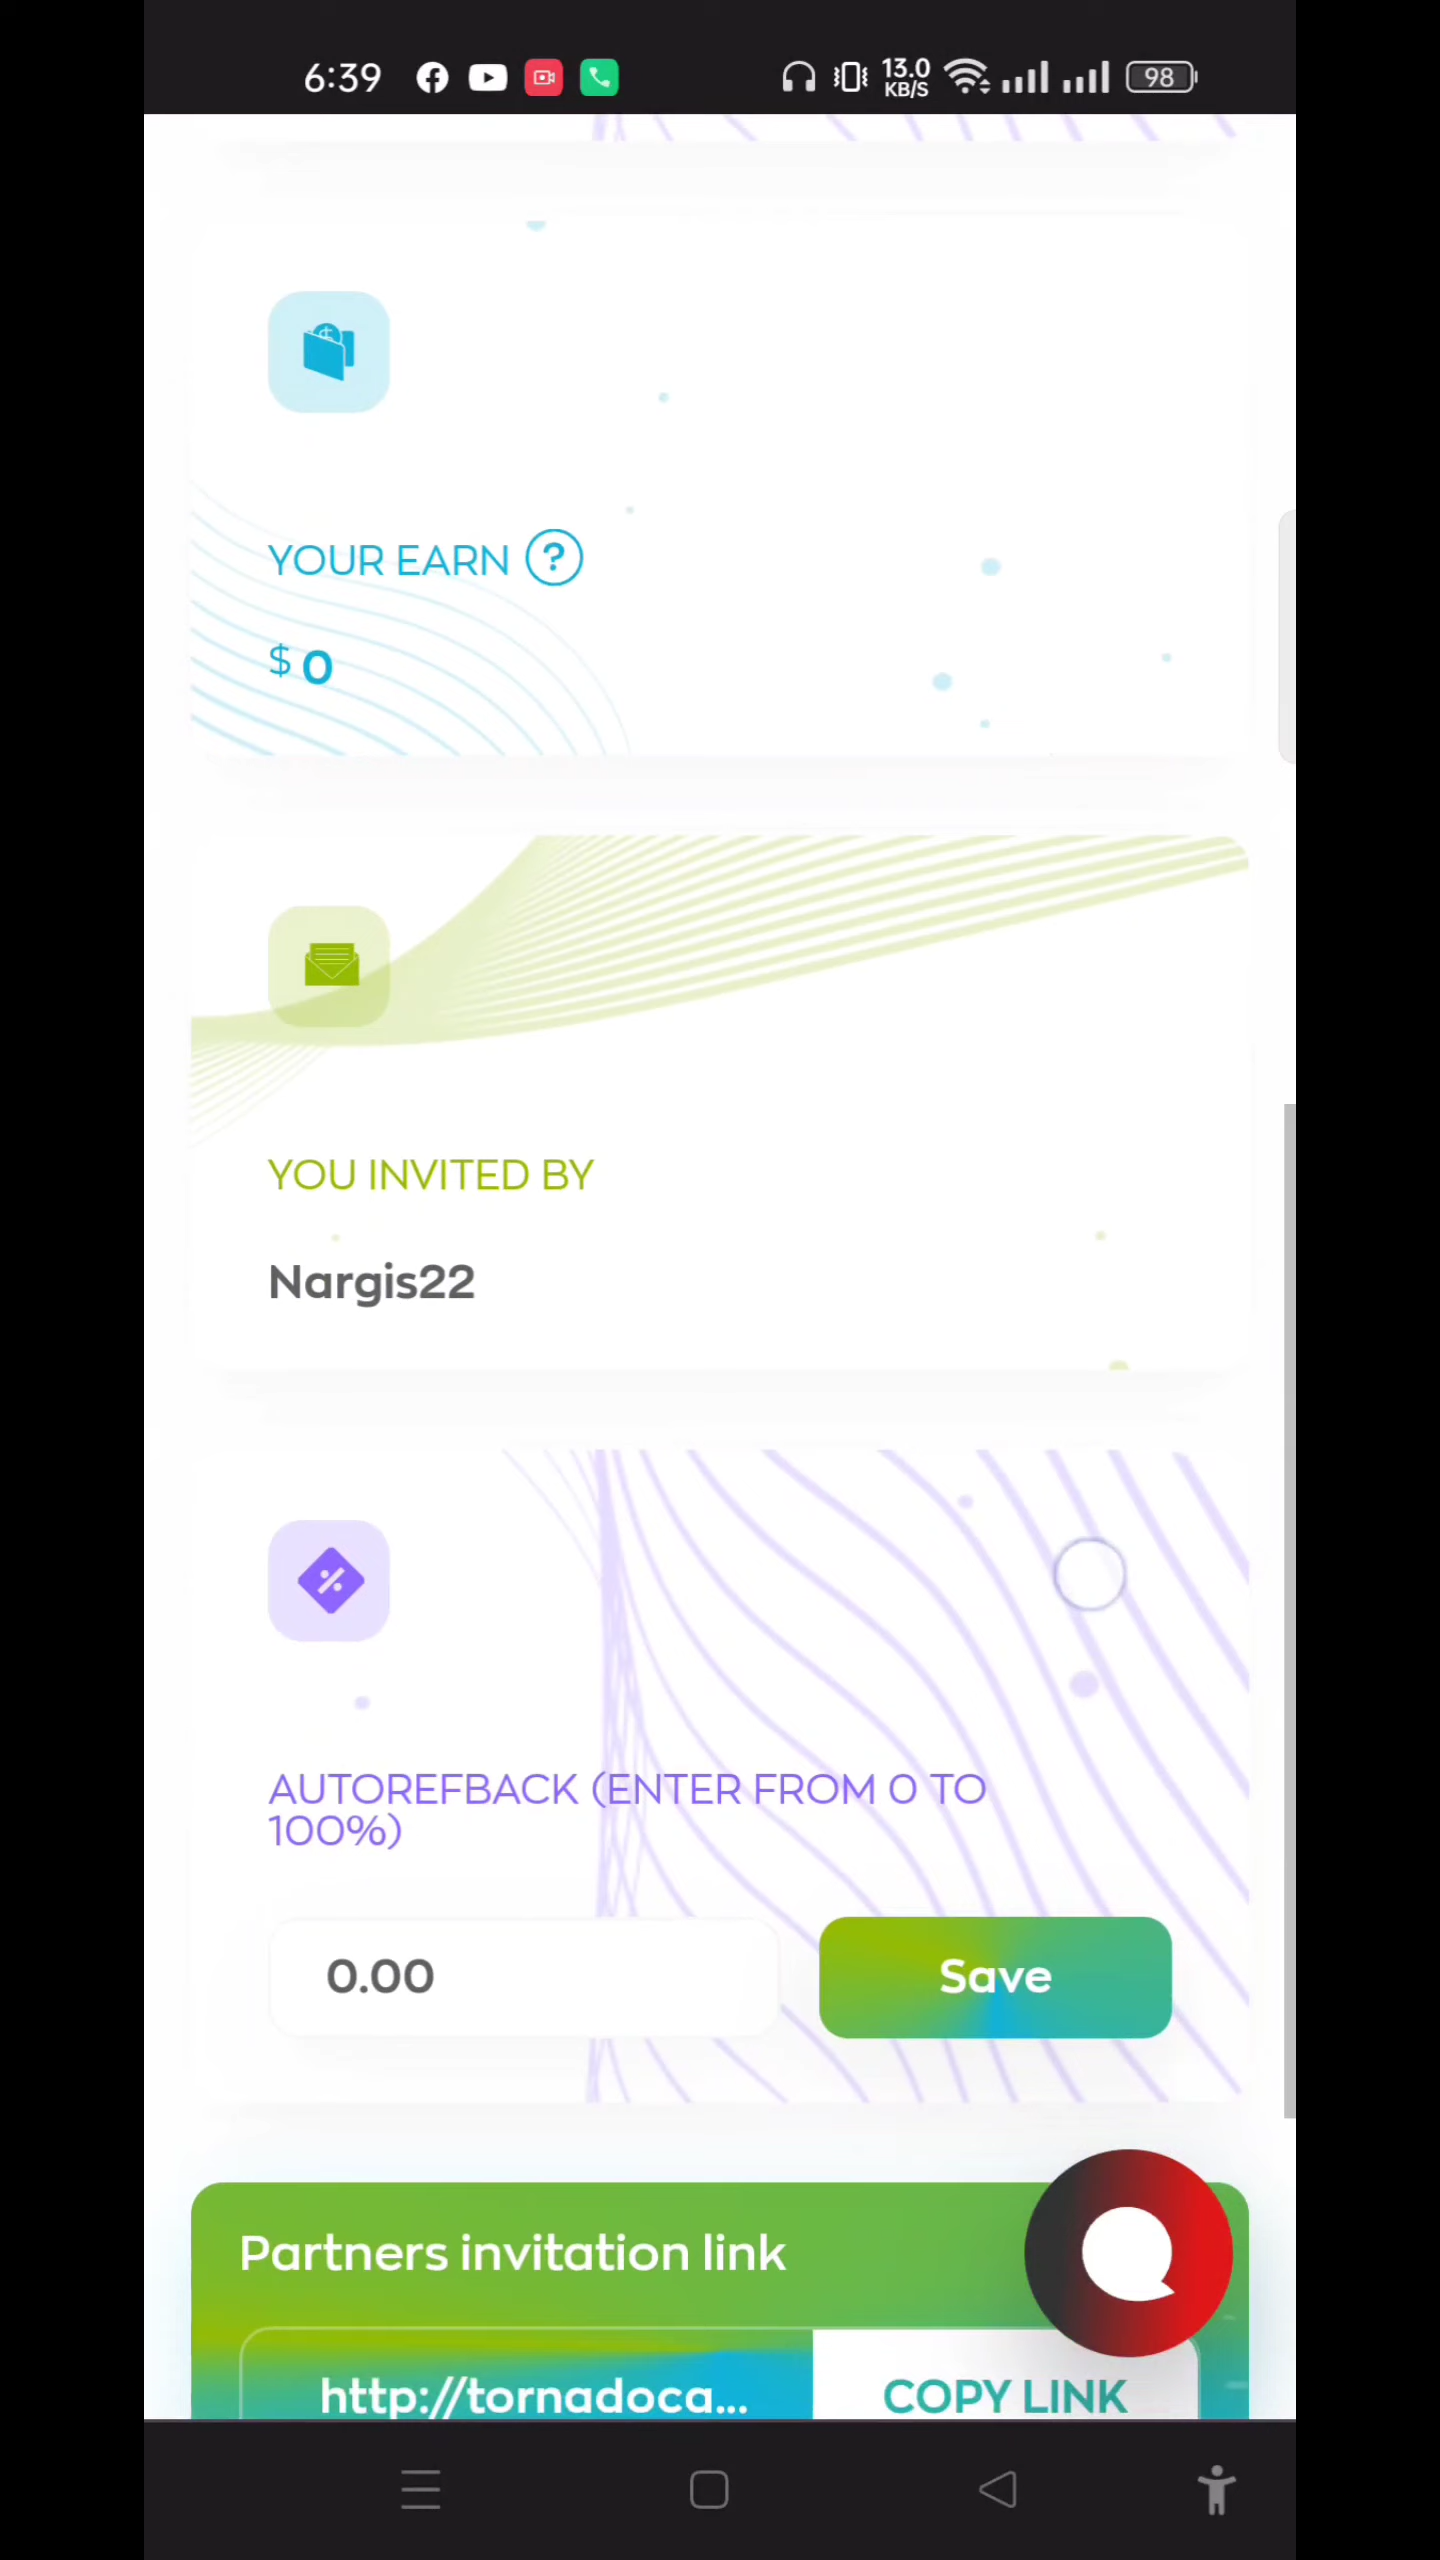 6:39
13.0
KB/S
98
YOUR EARN ?
$ 0
YOU INVITED BY
Nargis22
AUTOREFBACK (ENTER FROM 0 TO
100%)
0.00
Save
Partners invitation link
http://tornadoca...
COPY LINK